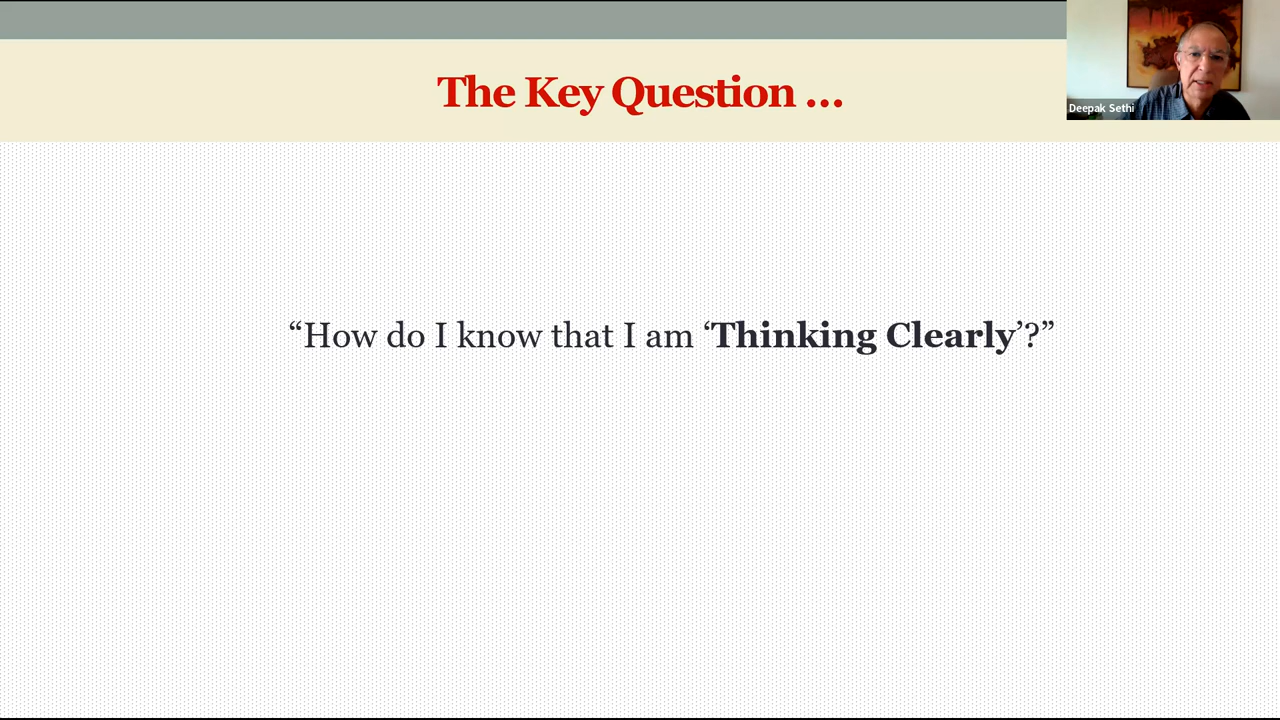 The Key Question ...
Deepak Sethi
“How do I know that I am ‘Thinking Clearly’?”